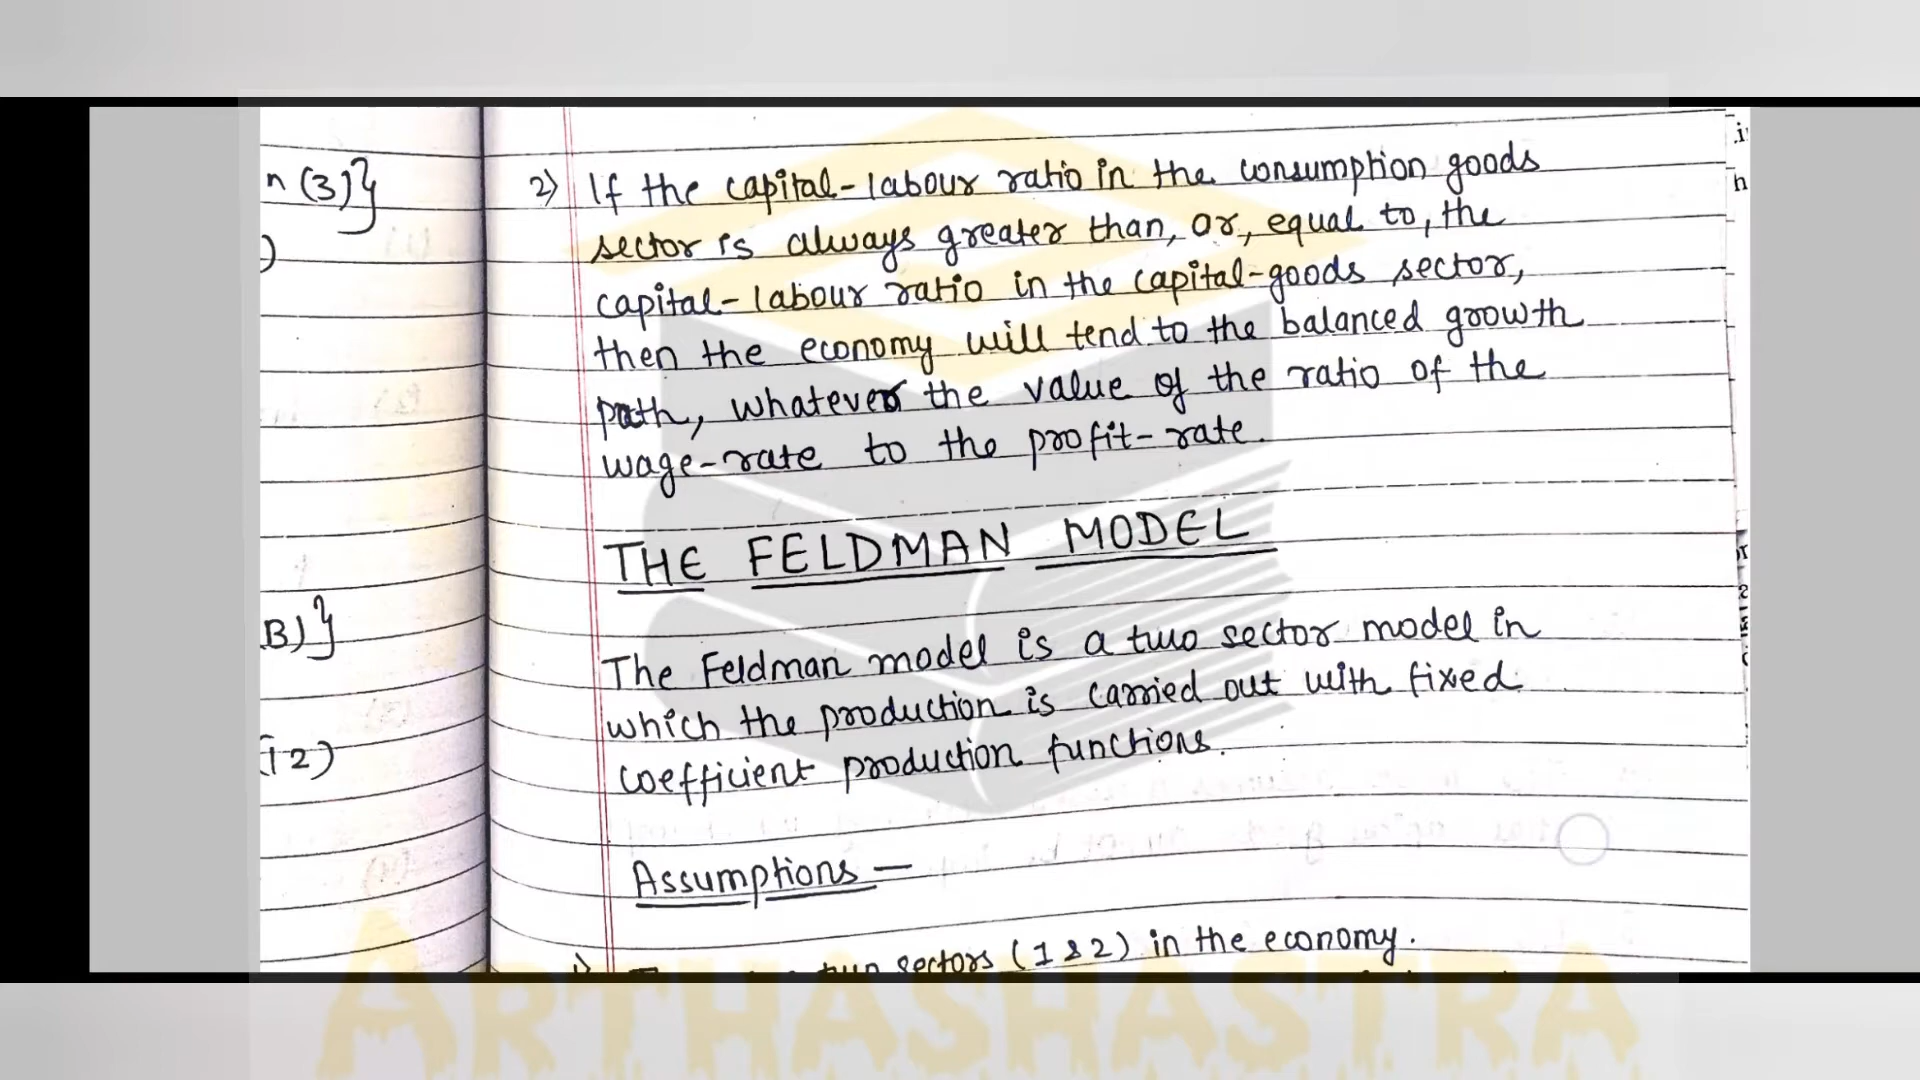 n (3)}
)
B)}
12)
2) If the capital-labour ratio in the consumption goods
sector is always greater than, or, equal to, the
capital-labour ratio in the capital-goods sector,
then the economy will tend to the balanced growth
path, whatever the value of the ratio of the
wage-rate to the profit-rate.
THE FELDMAN MODEL
The Feldman model is a two sector model in
which the production is carried out with fixed
coefficient production functions.
Assumptions —
1) two sectors (1 & 2) in the economy.
ARTHASHASTRA